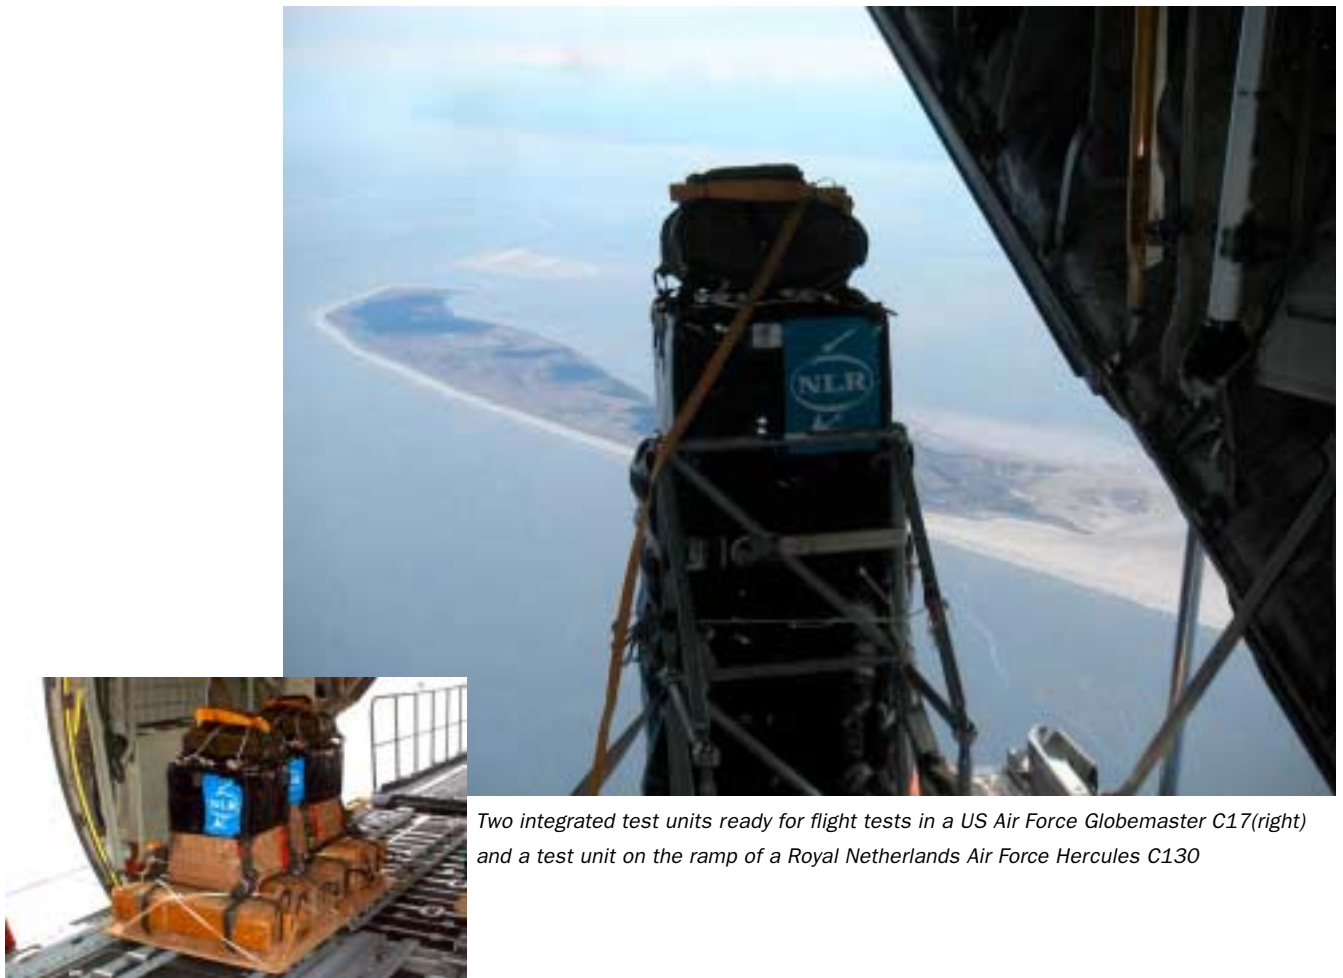 NLR
NLR
Two integrated test units ready for flight tests in a US Air Force Globemaster C17(right)
and a test unit on the ramp of a Royal Netherlands Air Force Hercules C130